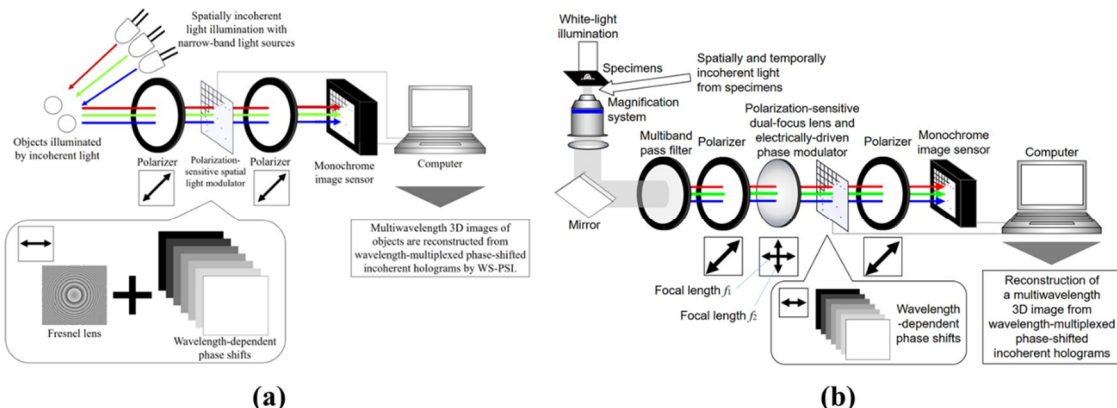 Spatially incoherent
light illumination with
narrow-band light sources
Objects illuminated
by incoherent light
Polarizer
Polarization-
sensitive spatial
light modulator
Polarizer
Monochrome
image sensor
Computer
Multiwavelength 3D images of
objects are reconstructed from
wavelength-multiplexed phase-shifted
incoherent holograms by WS-PSI.
Fresnel lens
Wavelength-dependent
phase shifts
(a)
White-light
illumination
Specimens
Spatially and temporally
incoherent light
from specimens
Magnification
system
Multiband
pass filter
Polarizer
Polarization-sensitive
dual-focus lens and
electrically-driven
phase modulator
Polarizer
Monochrome
image sensor
Computer
Mirror
Focal length f1
Focal length f2
Wavelength
-dependent
phase shifts
Reconstruction of
a multiwavelength
3D image from
wavelength-multiplexed
phase-shifted
incoherent holograms
(b)